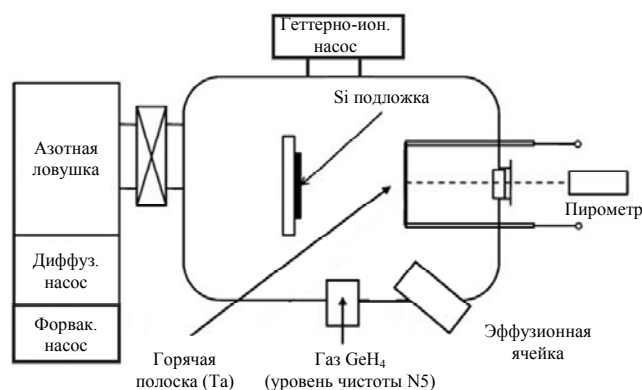 Геттерно-ион.
насос
Si подложка
Азотная
ловушка
Пирометр
Диффуз.
насос
Форвак.
насос
Эффузионная
ячейка
Горячая
полоска (Ta)
Газ GeH4
(уровень чистоты N5)